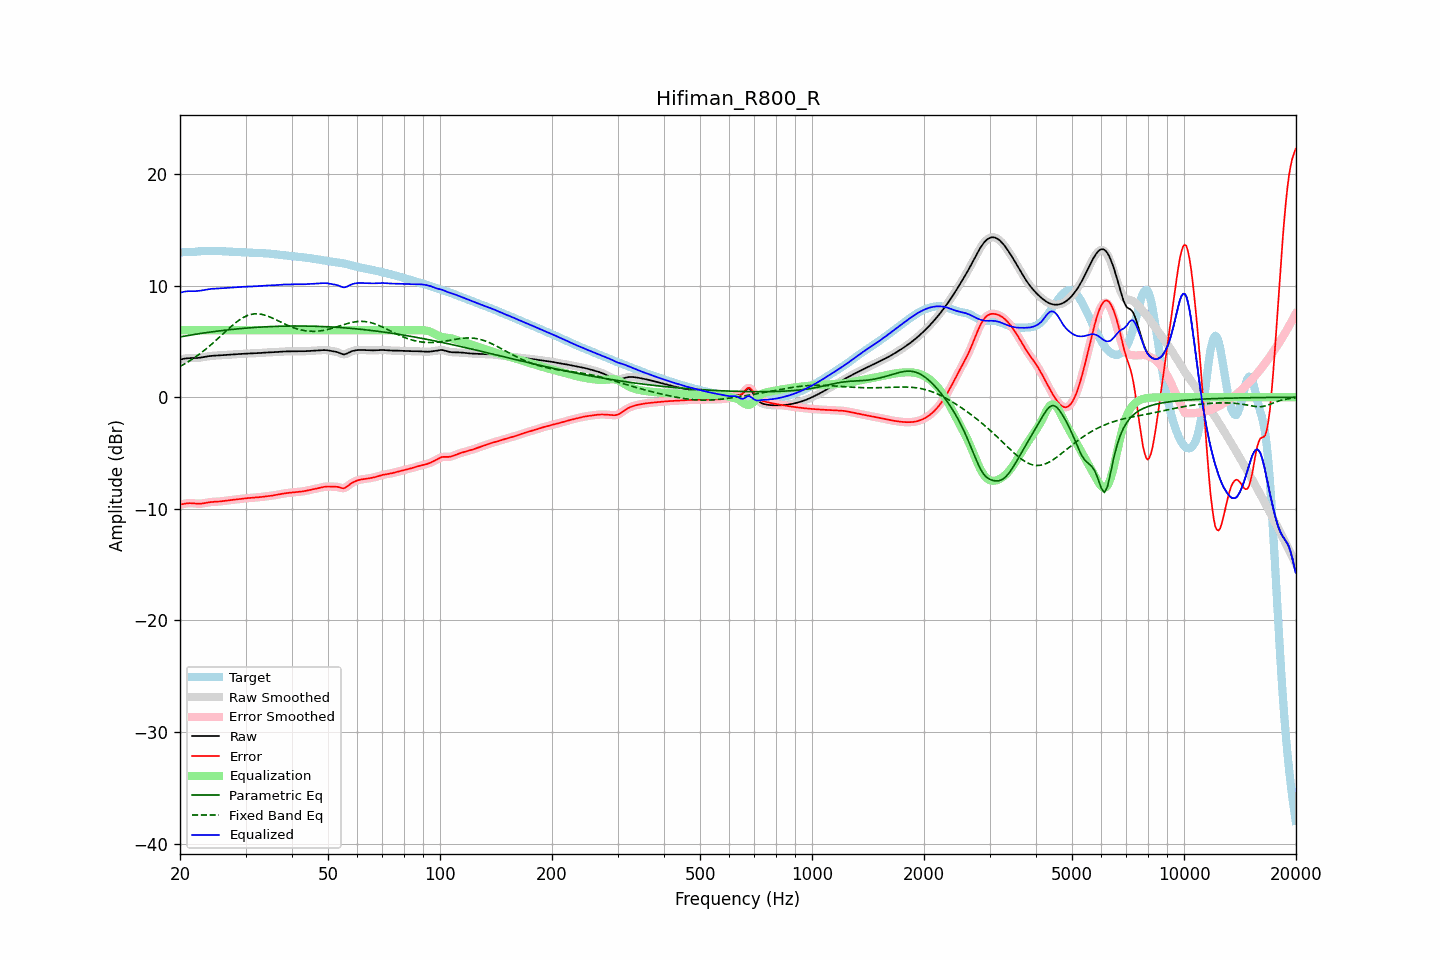 Hifiman_R800_R
20
10
0
−10
−20
−30
−40
Amplitude (dBr)
Target
Raw Smoothed
Error Smoothed
Raw
Error
Equalization
Parametric Eq
Fixed Band Eq
Equalized
20 50 100 200 500 1000 2000 5000 10000 20000
Frequency (Hz)